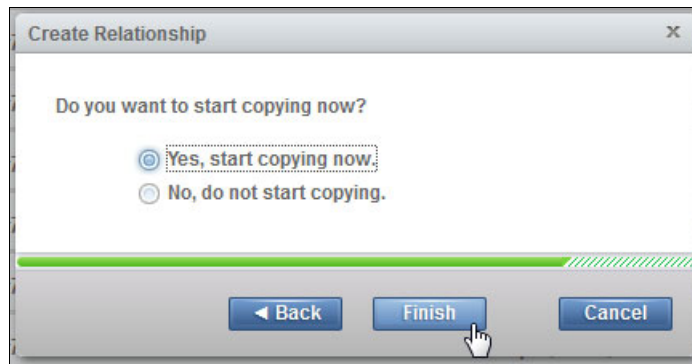 Create Relationship x
Do you want to start copying now?
Yes, start copying now.
No, do not start copying.
Back Finish Cancel